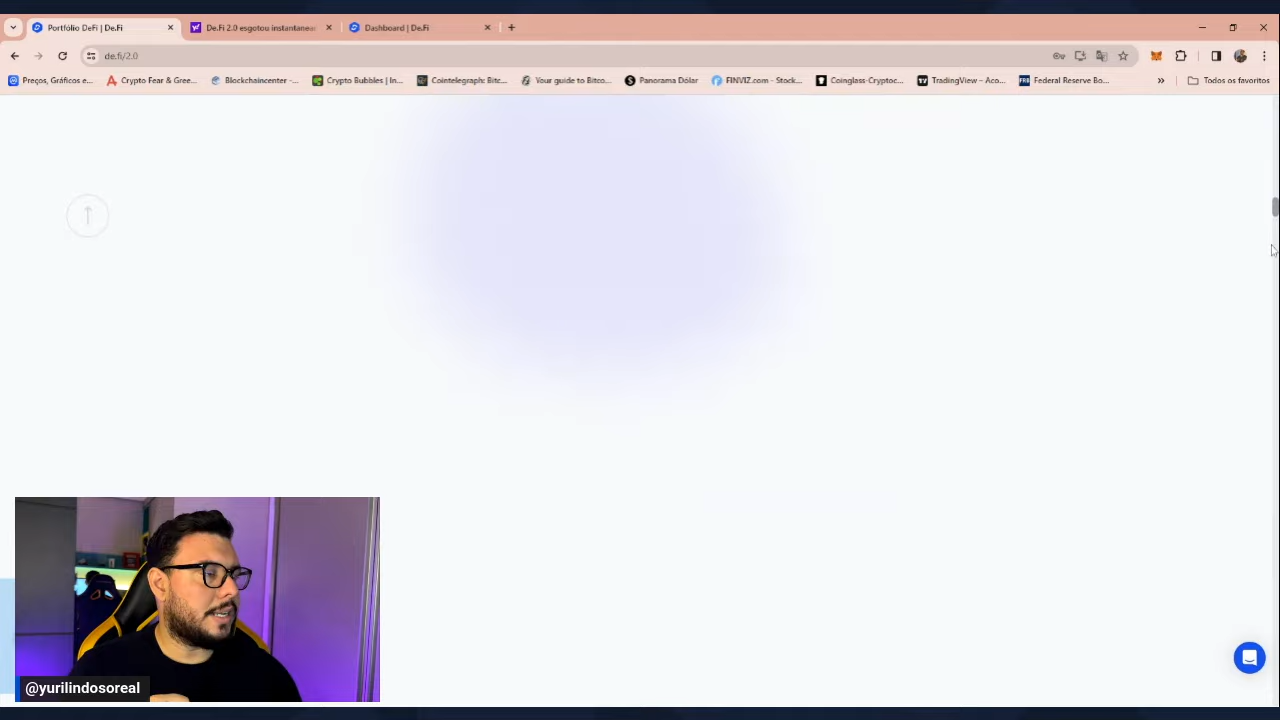 Portfólio DeFi | De.Fi
De.Fi 2.0 esgotou instantanear
Dashboard | De.Fi
de.fi/2.0
Preços, Gráficos e...
Crypto Fear & Gree...
Blockchaincenter -...
Crypto Bubbles | In...
Cointelegraph: Bitc...
Your guide to Bitco...
Panorama Dólar
FINVIZ.com - Stock...
Coinglass-Cryptoc...
TradingView – Aco...
FRB
Federal Reserve Bo...
Todos os favoritos
@yurilindosoreal